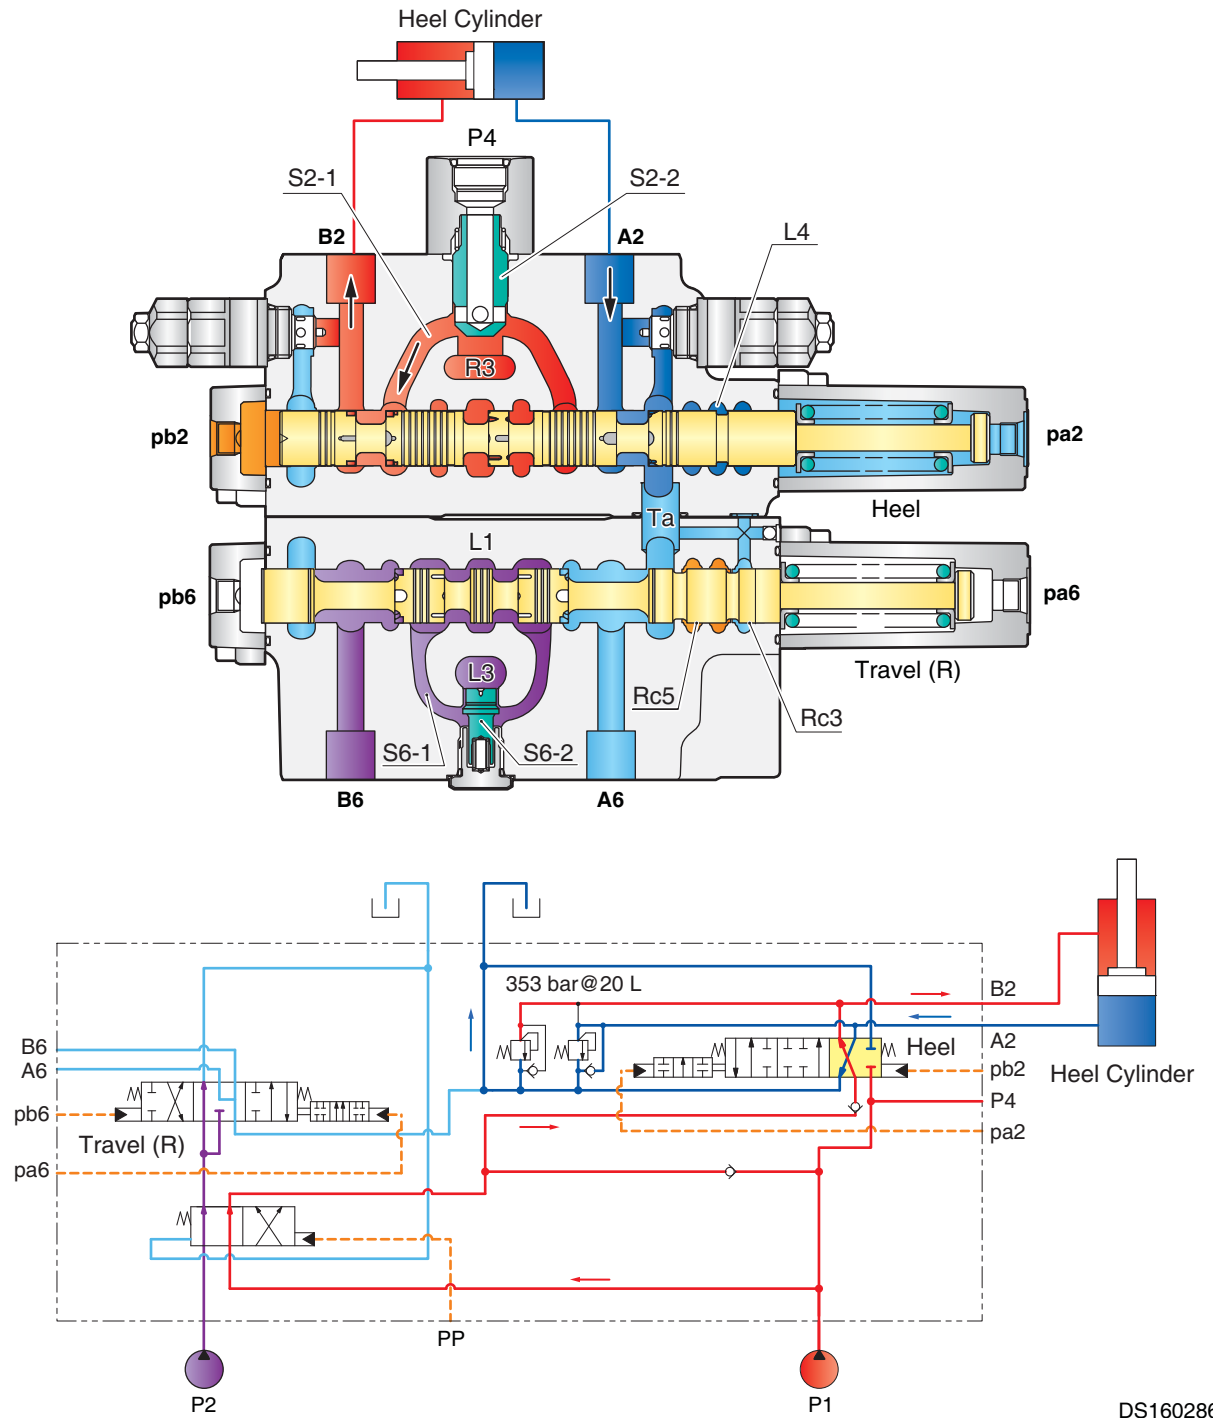 Heel Cylinder
P4
S2-1
S2-2
B2
A2
L4
R3
pb2
pa2
Heel
Ta
L1
pb6
pa6
Travel (R)
L3
Rc5
Rc3
S6-1
S6-2
B6
A6
353 bar@20 L
B2
A2
Heel
pb2
Heel Cylinder
P4
pa2
B6
A6
pb6
Travel (R)
pa6
PP
P2
P1